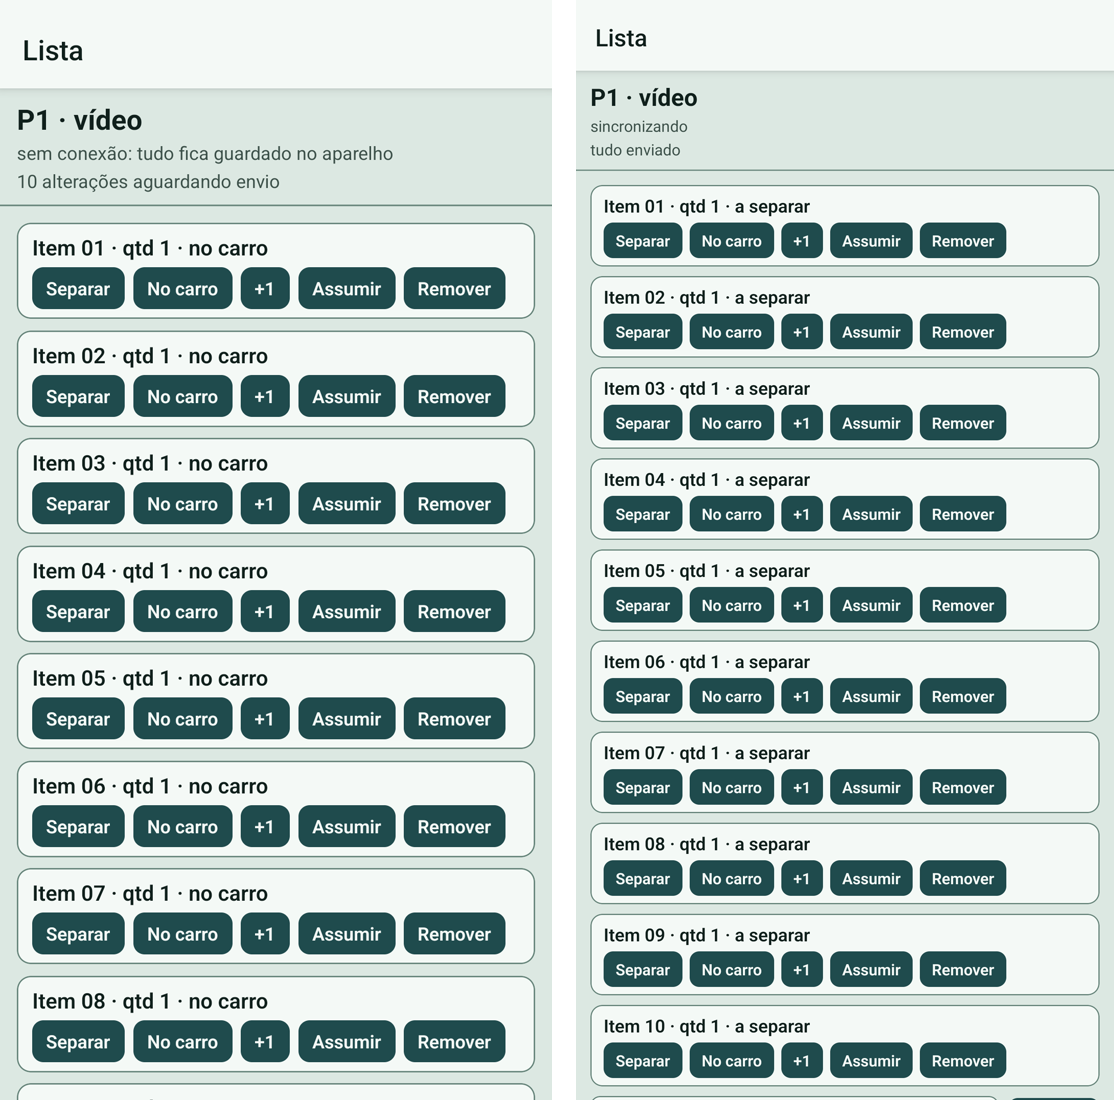 Lista
P1 · vídeo
sem conexão: tudo fica guardado no aparelho
10 alterações aguardando envio
Item 01 · qtd 1 · no carro
Separar No carro +1 Assumir Remover
Item 02 · qtd 1 · no carro
Separar No carro +1 Assumir Remover
Item 03 · qtd 1 · no carro
Separar No carro +1 Assumir Remover
Item 04 · qtd 1 · no carro
Separar No carro +1 Assumir Remover
Item 05 · qtd 1 · no carro
Separar No carro +1 Assumir Remover
Item 06 · qtd 1 · no carro
Separar No carro +1 Assumir Remover
Item 07 · qtd 1 · no carro
Separar No carro +1 Assumir Remover
Item 08 · qtd 1 · no carro
Separar No carro +1 Assumir Remover
Lista
P1 · vídeo
sincronizando
tudo enviado
Item 01 · qtd 1 · a separar
Separar No carro +1 Assumir Remover
Item 02 · qtd 1 · a separar
Separar No carro +1 Assumir Remover
Item 03 · qtd 1 · a separar
Separar No carro +1 Assumir Remover
Item 04 · qtd 1 · a separar
Separar No carro +1 Assumir Remover
Item 05 · qtd 1 · a separar
Separar No carro +1 Assumir Remover
Item 06 · qtd 1 · a separar
Separar No carro +1 Assumir Remover
Item 07 · qtd 1 · a separar
Separar No carro +1 Assumir Remover
Item 08 · qtd 1 · a separar
Separar No carro +1 Assumir Remover
Item 09 · qtd 1 · a separar
Separar No carro +1 Assumir Remover
Item 10 · qtd 1 · a separar
Separar No carro +1 Assumir Remover